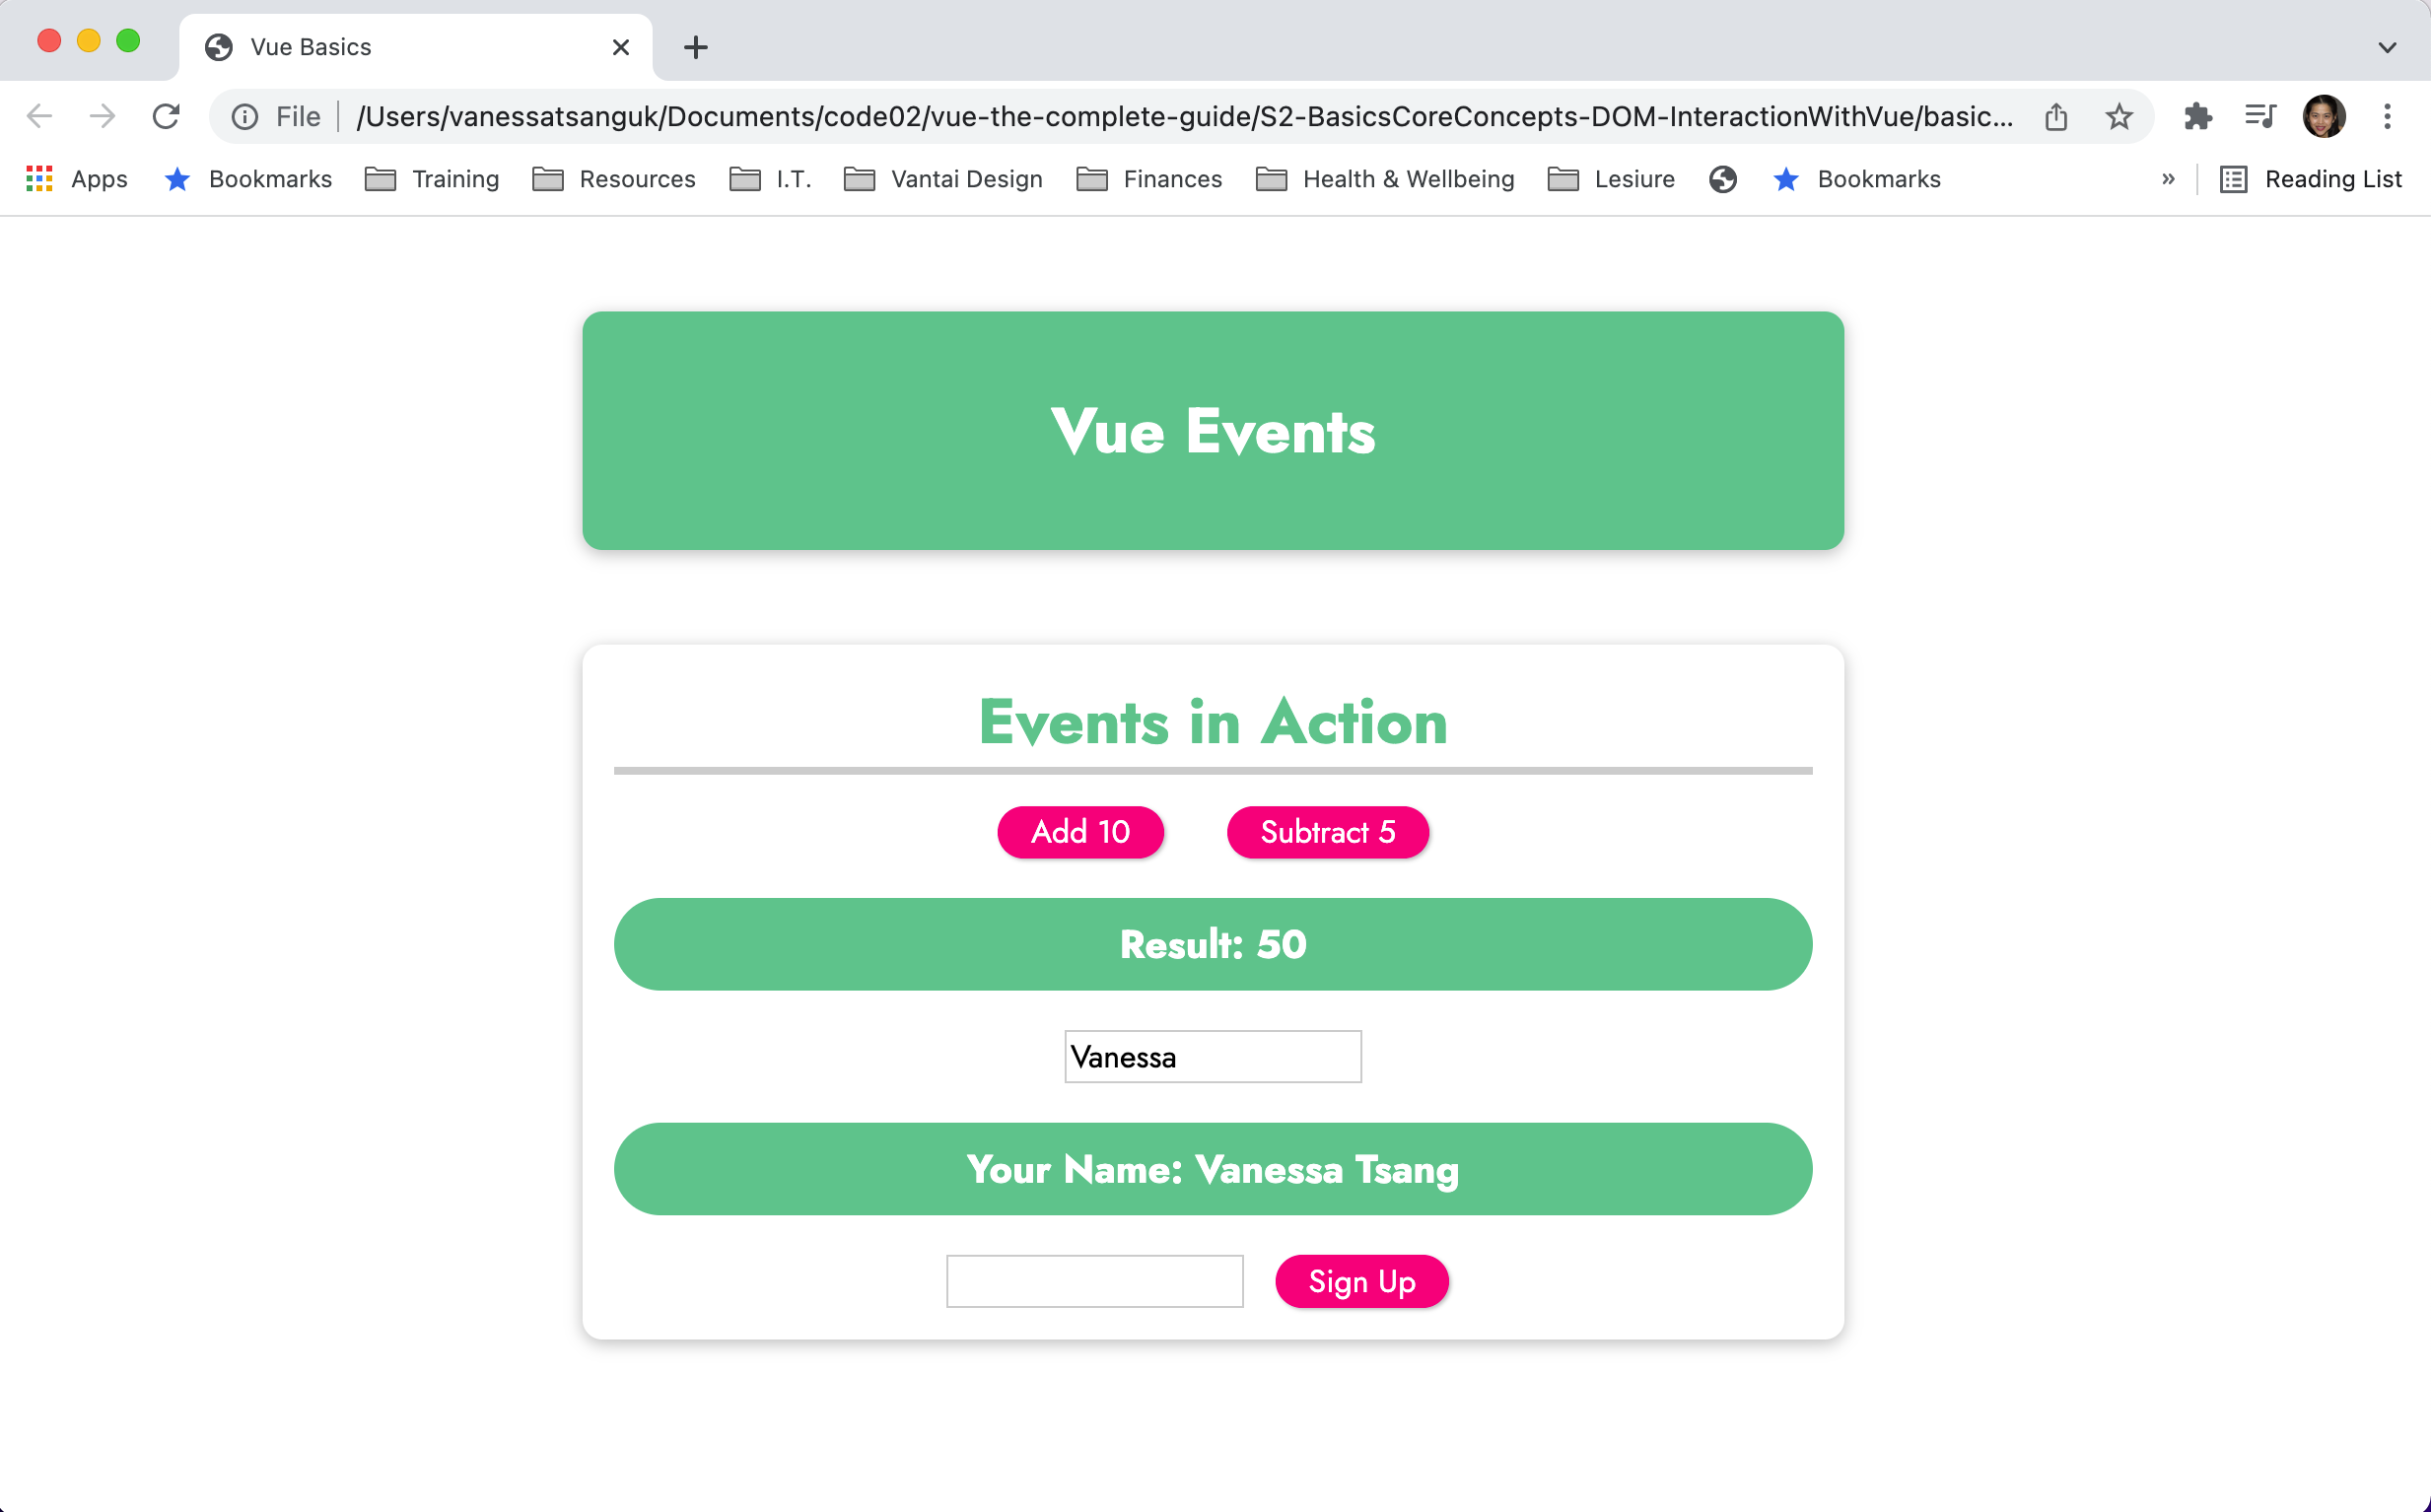 Vue Basics
File /Users/vanessatsanguk/Documents/code02/vue-the-complete-guide/S2-BasicsCoreConcepts-DOM-InteractionWithVue/basic...
Apps Bookmarks Training Resources I.T. Vantai Design Finances Health & Wellbeing Lesiure Bookmarks » Reading List
Vue Events
Events in Action
Add 10 Subtract 5
Result: 50
Vanessa
Your Name: Vanessa Tsang
Sign Up